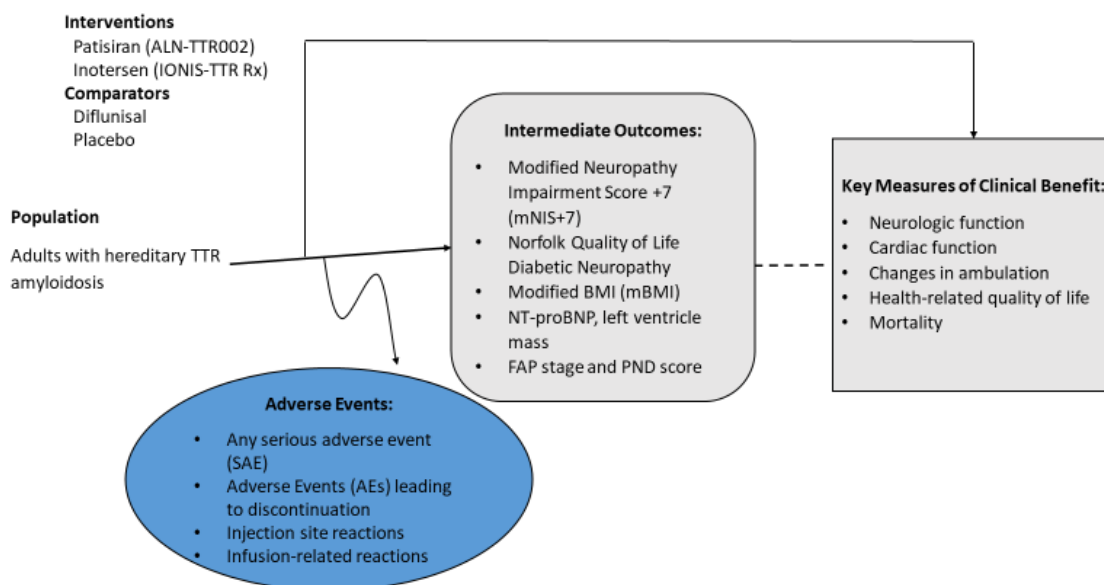 Interventions
Patisiran (ALN-TTR002)
Inotersen (IONIS-TTR Rx)
Comparators
Diflunisal
Placebo
Population
Adults with hereditary TTR
amyloidosis
Intermediate Outcomes:
• Modified Neuropathy
Impairment Score +7
(mNIS+7)
• Norfolk Quality of Life
Diabetic Neuropathy
• Modified BMI (mBMI)
• NT-proBNP, left ventricle
mass
• FAP stage and PND score
Key Measures of Clinical Benefit:
• Neurologic function
• Cardiac function
• Changes in ambulation
• Health-related quality of life
• Mortality
Adverse Events:
• Any serious adverse event
(SAE)
• Adverse Events (AEs) leading
to discontinuation
• Injection site reactions
• Infusion-related reactions